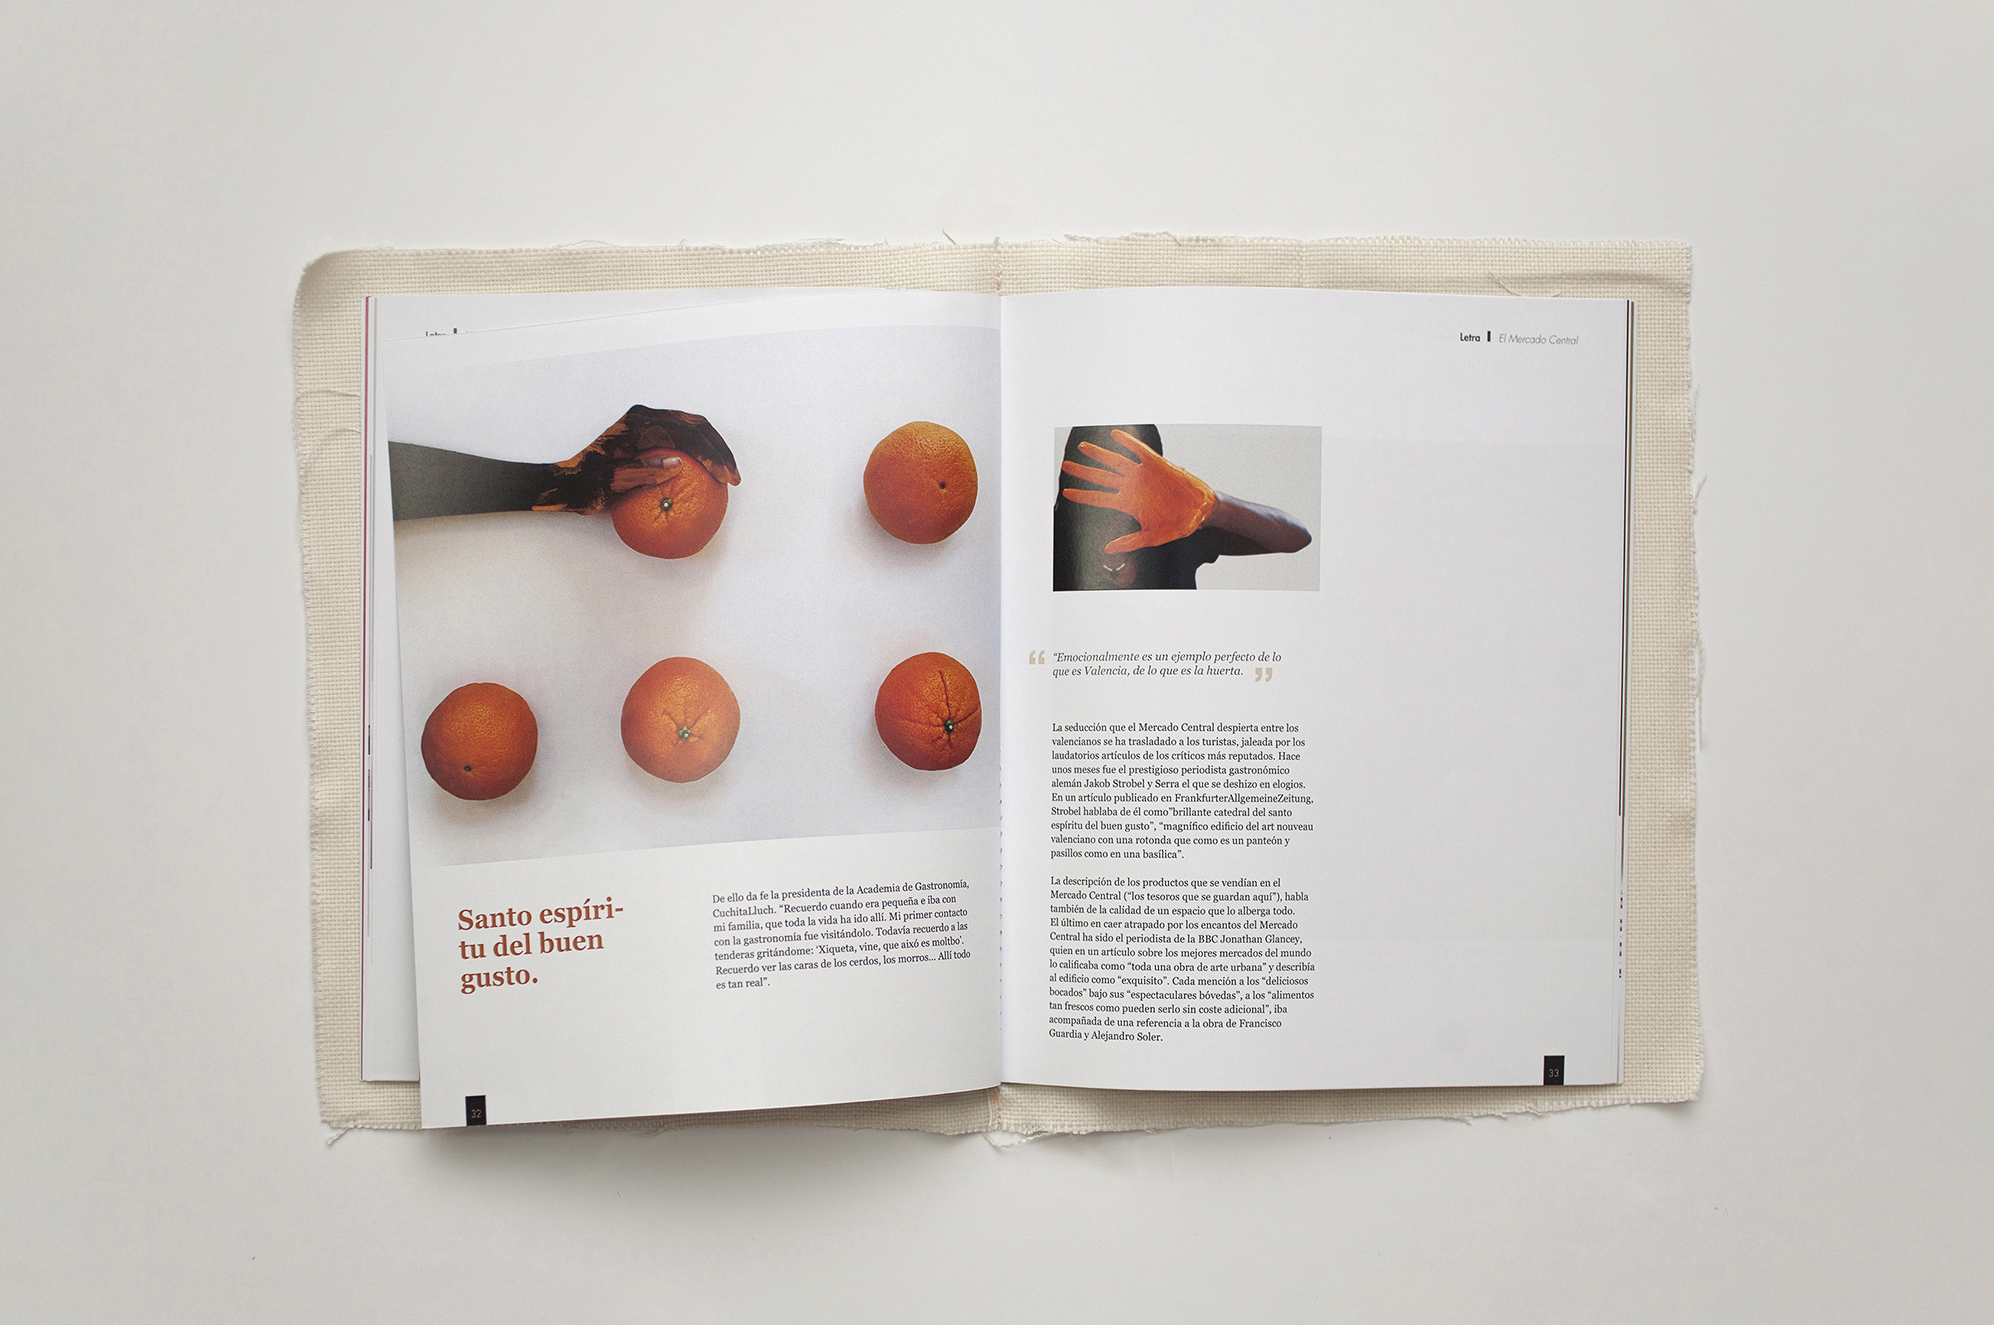 Santo espíri-
tu del buen
gusto.
De ello da fe la presidenta de la Academia de Gastronomía,
CuchitaLluch. “Recuerdo cuando era pequeña e iba con
mi familia, que toda la vida ha ido allí. Mi primer contacto
con la gastronomía fue visitándolo. Todavía recuerdo a las
tenderas gritándome: ‘Xiqueta, vine, que aixó es moltbo’.
Recuerdo ver las caras de los cerdos, los morros... Allí todo
es tan real”.
32
Letra El Mercado Central
“Emocionalmente es un ejemplo perfecto de lo
que es Valencia, de lo que es la huerta. ”
La seducción que el Mercado Central despierta entre los
valencianos se ha trasladado a los turistas, jaleada por los
laudatorios artículos de los críticos más reputados. Hace
unos meses fue el prestigioso periodista gastronómico
alemán Jakob Strobel y Serra el que se deshizo en elogios.
En un artículo publicado en FrankfurterAllgemeineZeitung,
Strobel hablaba de él como”brillante catedral del santo
espíritu del buen gusto”, “magnífico edificio del art nouveau
valenciano con una rotonda que como es un panteón y
pasillos como en una basílica”.
La descripción de los productos que se vendían en el
Mercado Central (“los tesoros que se guardan aquí”), habla
también de la calidad de un espacio que lo alberga todo.
El último en caer atrapado por los encantos del Mercado
Central ha sido el periodista de la BBC Jonathan Glancey,
quien en un artículo sobre los mejores mercados del mundo
lo calificaba como “toda una obra de arte urbana” y describía
al edificio como “exquisito”. Cada mención a los “deliciosos
bocados” bajo sus “espectaculares bóvedas”, a los “alimentos
tan frescos como pueden serlo sin coste adicional”, iba
acompañada de una referencia a la obra de Francisco
Guardia y Alejandro Soler.
33